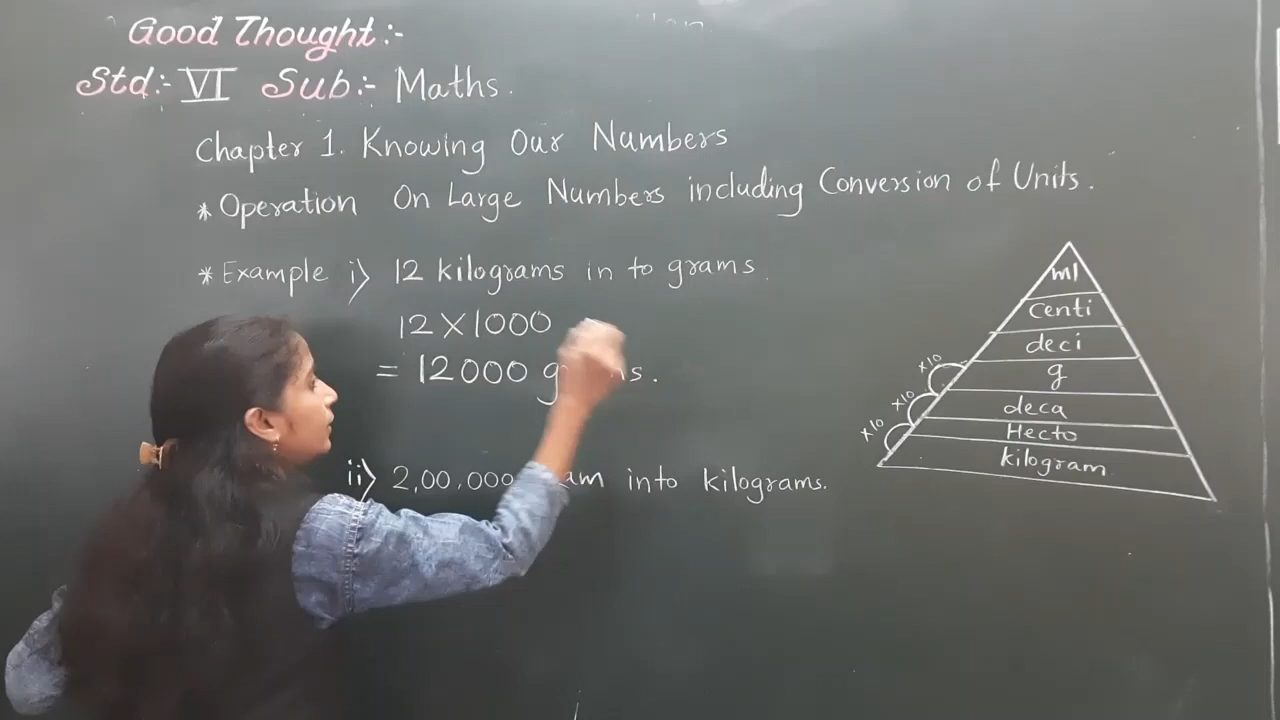 Good Thought:-
Std:- VI Sub:- Maths.
Chapter 1. Knowing Our Numbers
* Operation On Large Numbers including Conversion of Units.
* Example i) 12 kilograms in to grams.
12 X 1000
= 12000
ii) 2,00,000 into kilograms.
ml
Centi
deci
g
deca
Hecto
kilogram
x10
x10
x10